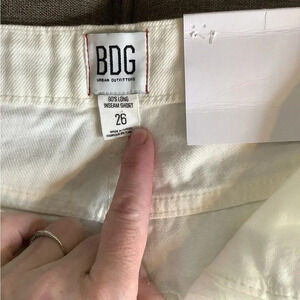 BDG
URBAN OUTFITTERS
90'S LONG
INSEAM SHORT
26